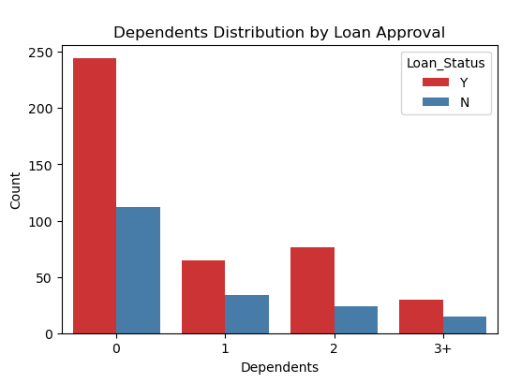 Dependents Distribution by Loan Approval
250
200
150
100
50
0
Count
Loan_Status
Y
N
0 1 2 3+
Dependents